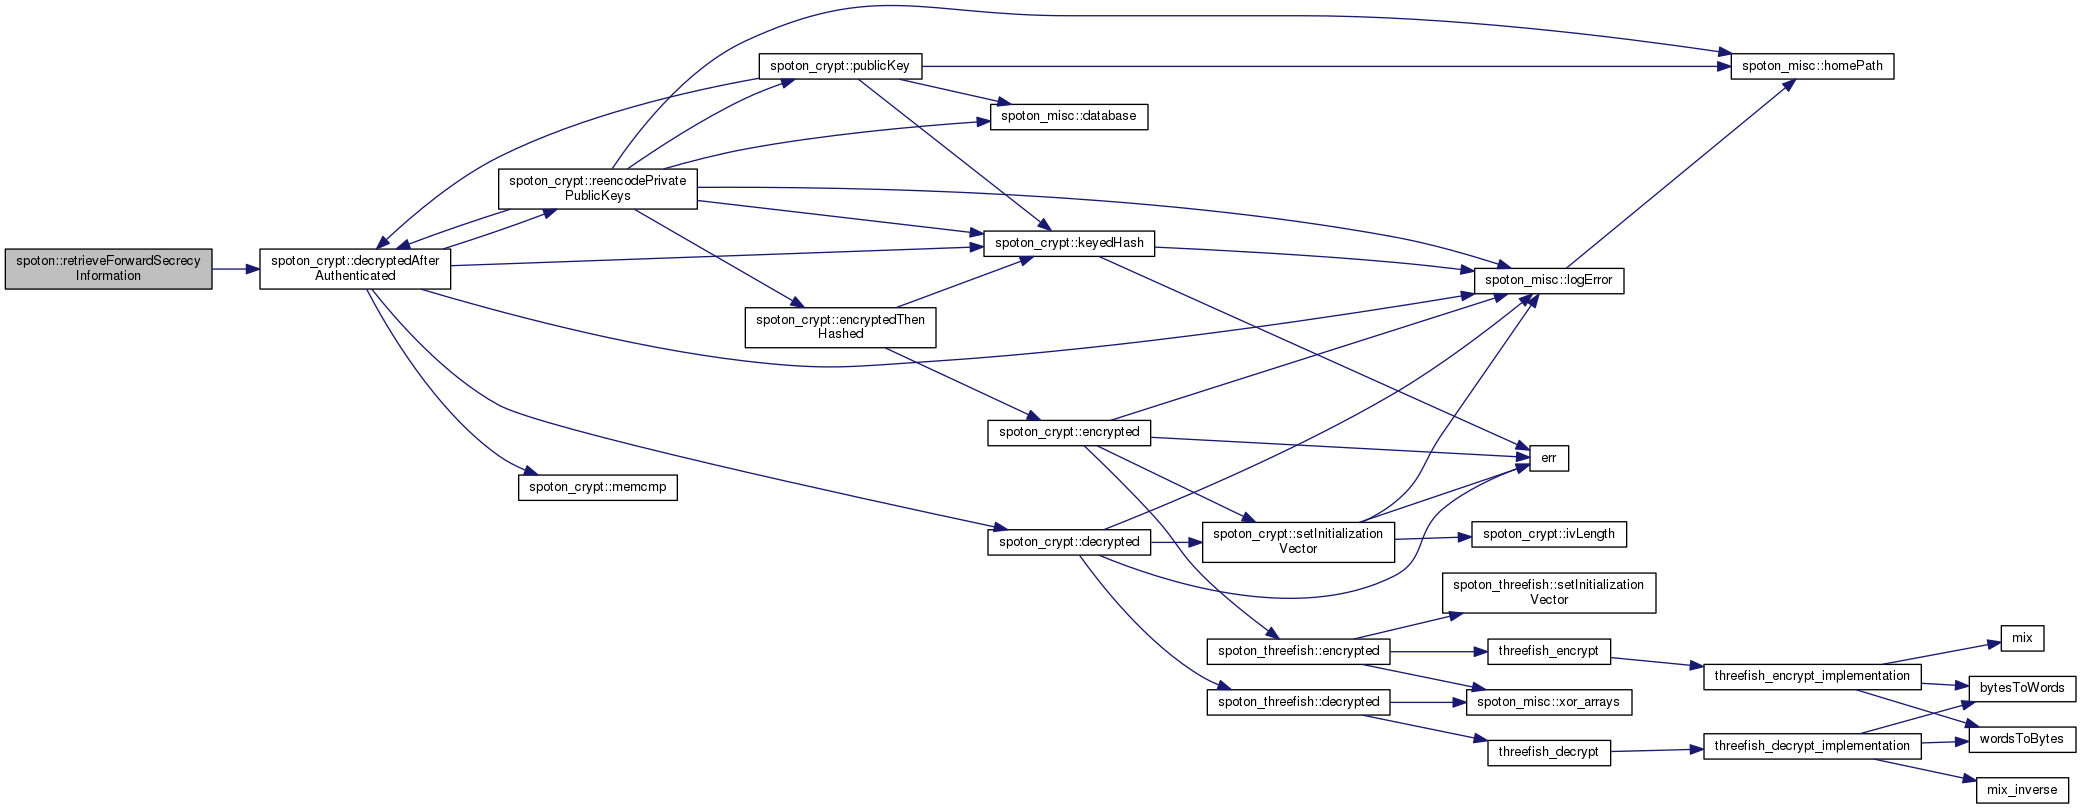 spoton::retrieveForwardSecrecy
Information
spoton_crypt::decryptedAfter
Authenticated
spoton_crypt::reencodePrivate
PublicKeys
spoton_crypt::memcmp
spoton_crypt::publicKey
spoton_crypt::encryptedThen
Hashed
spoton_misc::database
spoton_crypt::keyedHash
spoton_crypt::encrypted
spoton_crypt::decrypted
spoton_crypt::setInitialization
Vector
spoton_threefish::encrypted
spoton_threefish::decrypted
spoton_misc::homePath
spoton_misc::logError
err
spoton_crypt::ivLength
spoton_threefish::setInitialization
Vector
threefish_encrypt
spoton_misc::xor_arrays
threefish_decrypt
threefish_encrypt_implementation
threefish_decrypt_implementation
mix
bytesToWords
wordsToBytes
mix_inverse